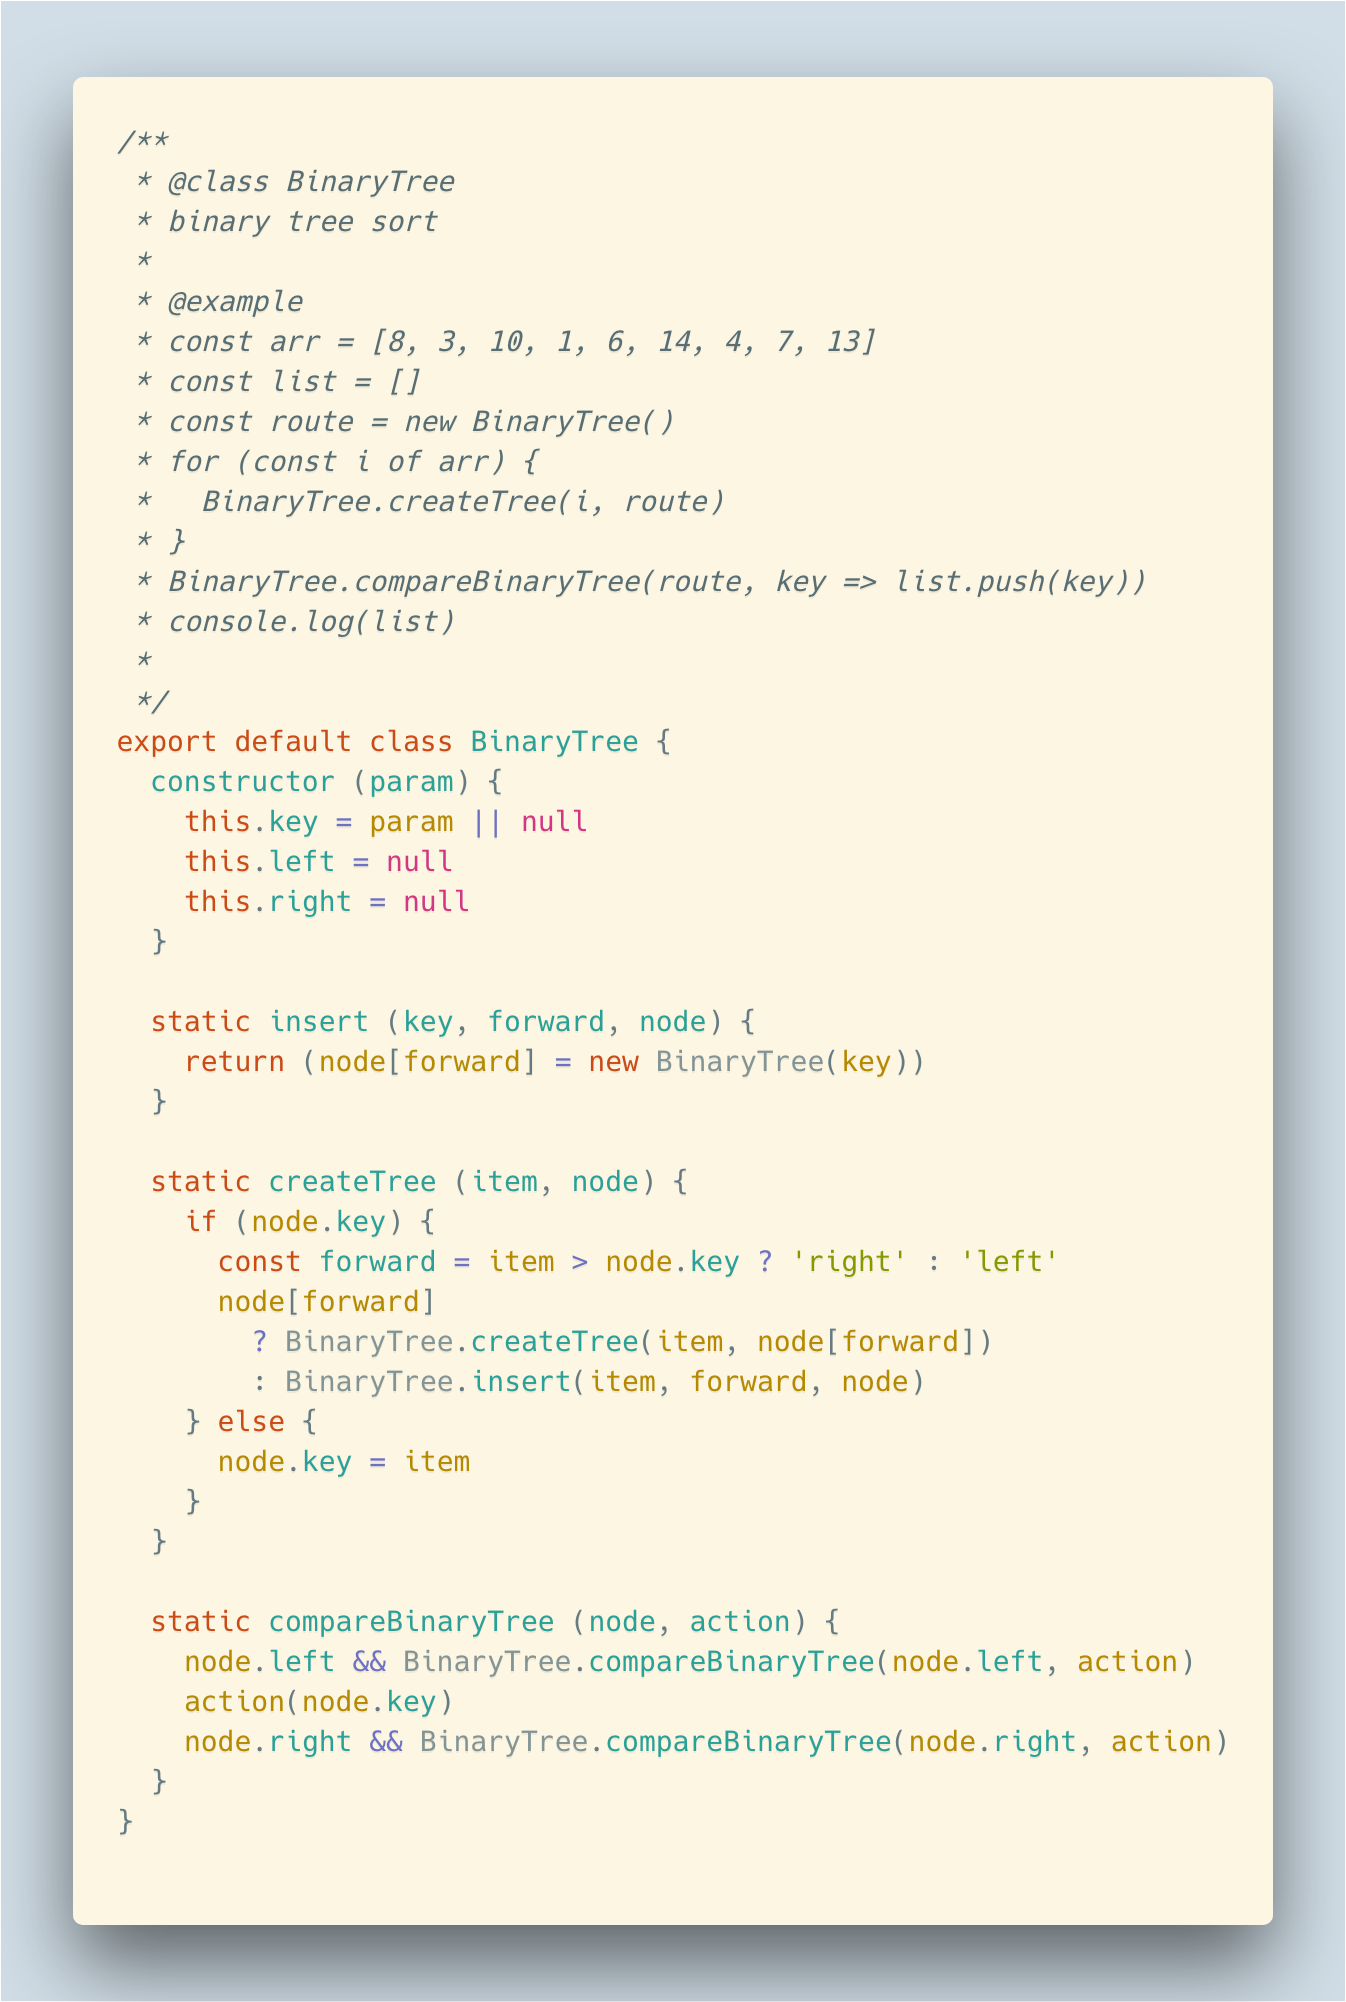 /**
 * @class BinaryTree
 * binary tree sort
 *
 * @example
 * const arr = [8, 3, 10, 1, 6, 14, 4, 7, 13]
 * const list = []
 * const route = new BinaryTree()
 * for (const i of arr) {
 *   BinaryTree.createTree(i, route)
 * }
 * BinaryTree.compareBinaryTree(route, key => list.push(key))
 * console.log(list)
 *
 */
export default class BinaryTree {
  constructor (param) {
    this.key = param || null
    this.left = null
    this.right = null
  }

  static insert (key, forward, node) {
    return (node[forward] = new BinaryTree(key))
  }

  static createTree (item, node) {
    if (node.key) {
      const forward = item > node.key ? 'right' : 'left'
      node[forward]
        ? BinaryTree.createTree(item, node[forward])
        : BinaryTree.insert(item, forward, node)
    } else {
      node.key = item
    }
  }

  static compareBinaryTree (node, action) {
    node.left && BinaryTree.compareBinaryTree(node.left, action)
    action(node.key)
    node.right && BinaryTree.compareBinaryTree(node.right, action)
  }
}